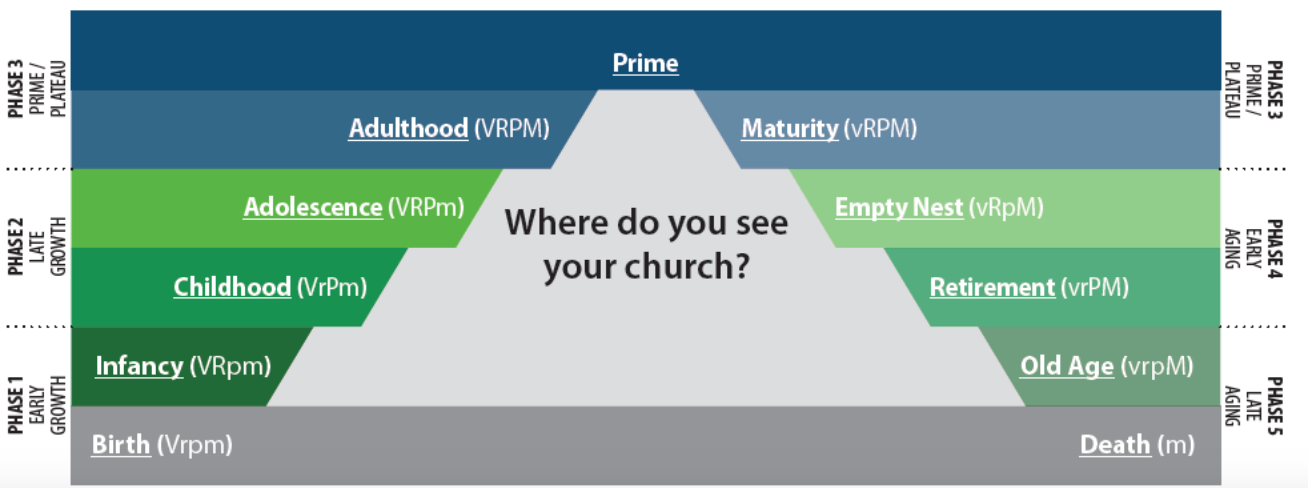 PHASE 3
PRIME /
PLATEAU
Prime
PHASE 3
PRIME /
PLATEAU
Adulthood (VRPM)
Maturity (vRPM)
PHASE 2
LATE
GROWTH
Adolescence (VRPm)
Empty Nest (vRpM)
PHASE 4
EARLY
AGING
Where do you see
your church?
Childhood (VrPm)
Retirement (vrPM)
PHASE 1
EARLY
GROWTH
Infancy (VRpm)
Old Age (vrpM)
PHASE 5
LATE
AGING
Birth (Vrpm)
Death (m)